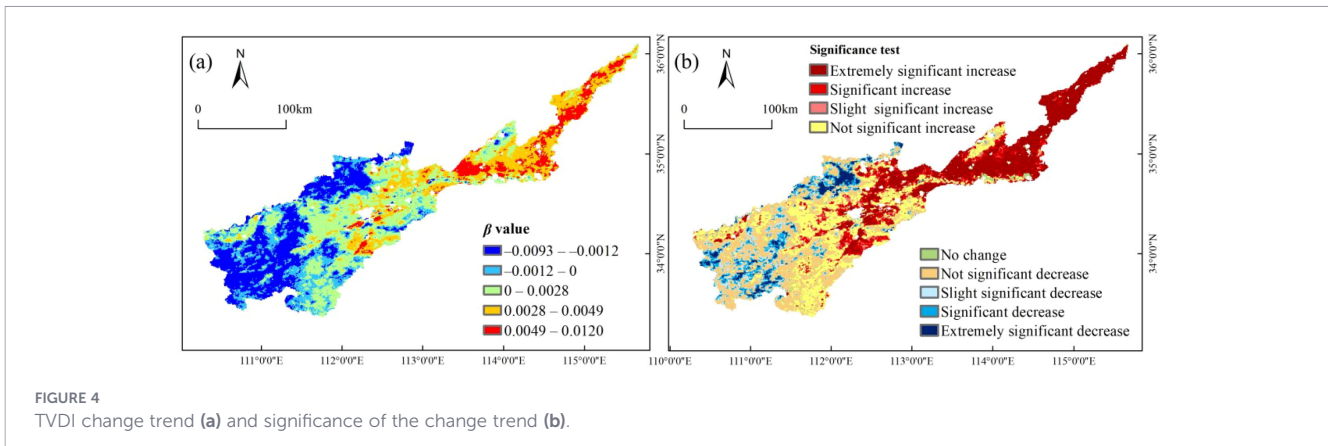 (a)
N
0
100km
β value
–0.0093 – –0.0012
–0.0012 – 0
0 – 0.0028
0.0028 – 0.0049
0.0049 – 0.0120
36°0'0"N
35°0'0"N
34°0'0"N
111°0'0"E
112°0'0"E
113°0'0"E
114°0'0"E
115°0'0"E
(b)
N
0
100km
Significance test
Extremely significant increase
Significant increase
Slight significant increase
Not significant increase
No change
Not significant decrease
Slight significant decrease
Significant decrease
Extremely significant decrease
36°0'0"N
35°0'0"N
34°0'0"N
110°0'0"E
111°0'0"E
112°0'0"E
113°0'0"E
114°0'0"E
115°0'0"E
FIGURE 4
TVDI change trend (a) and significance of the change trend (b).